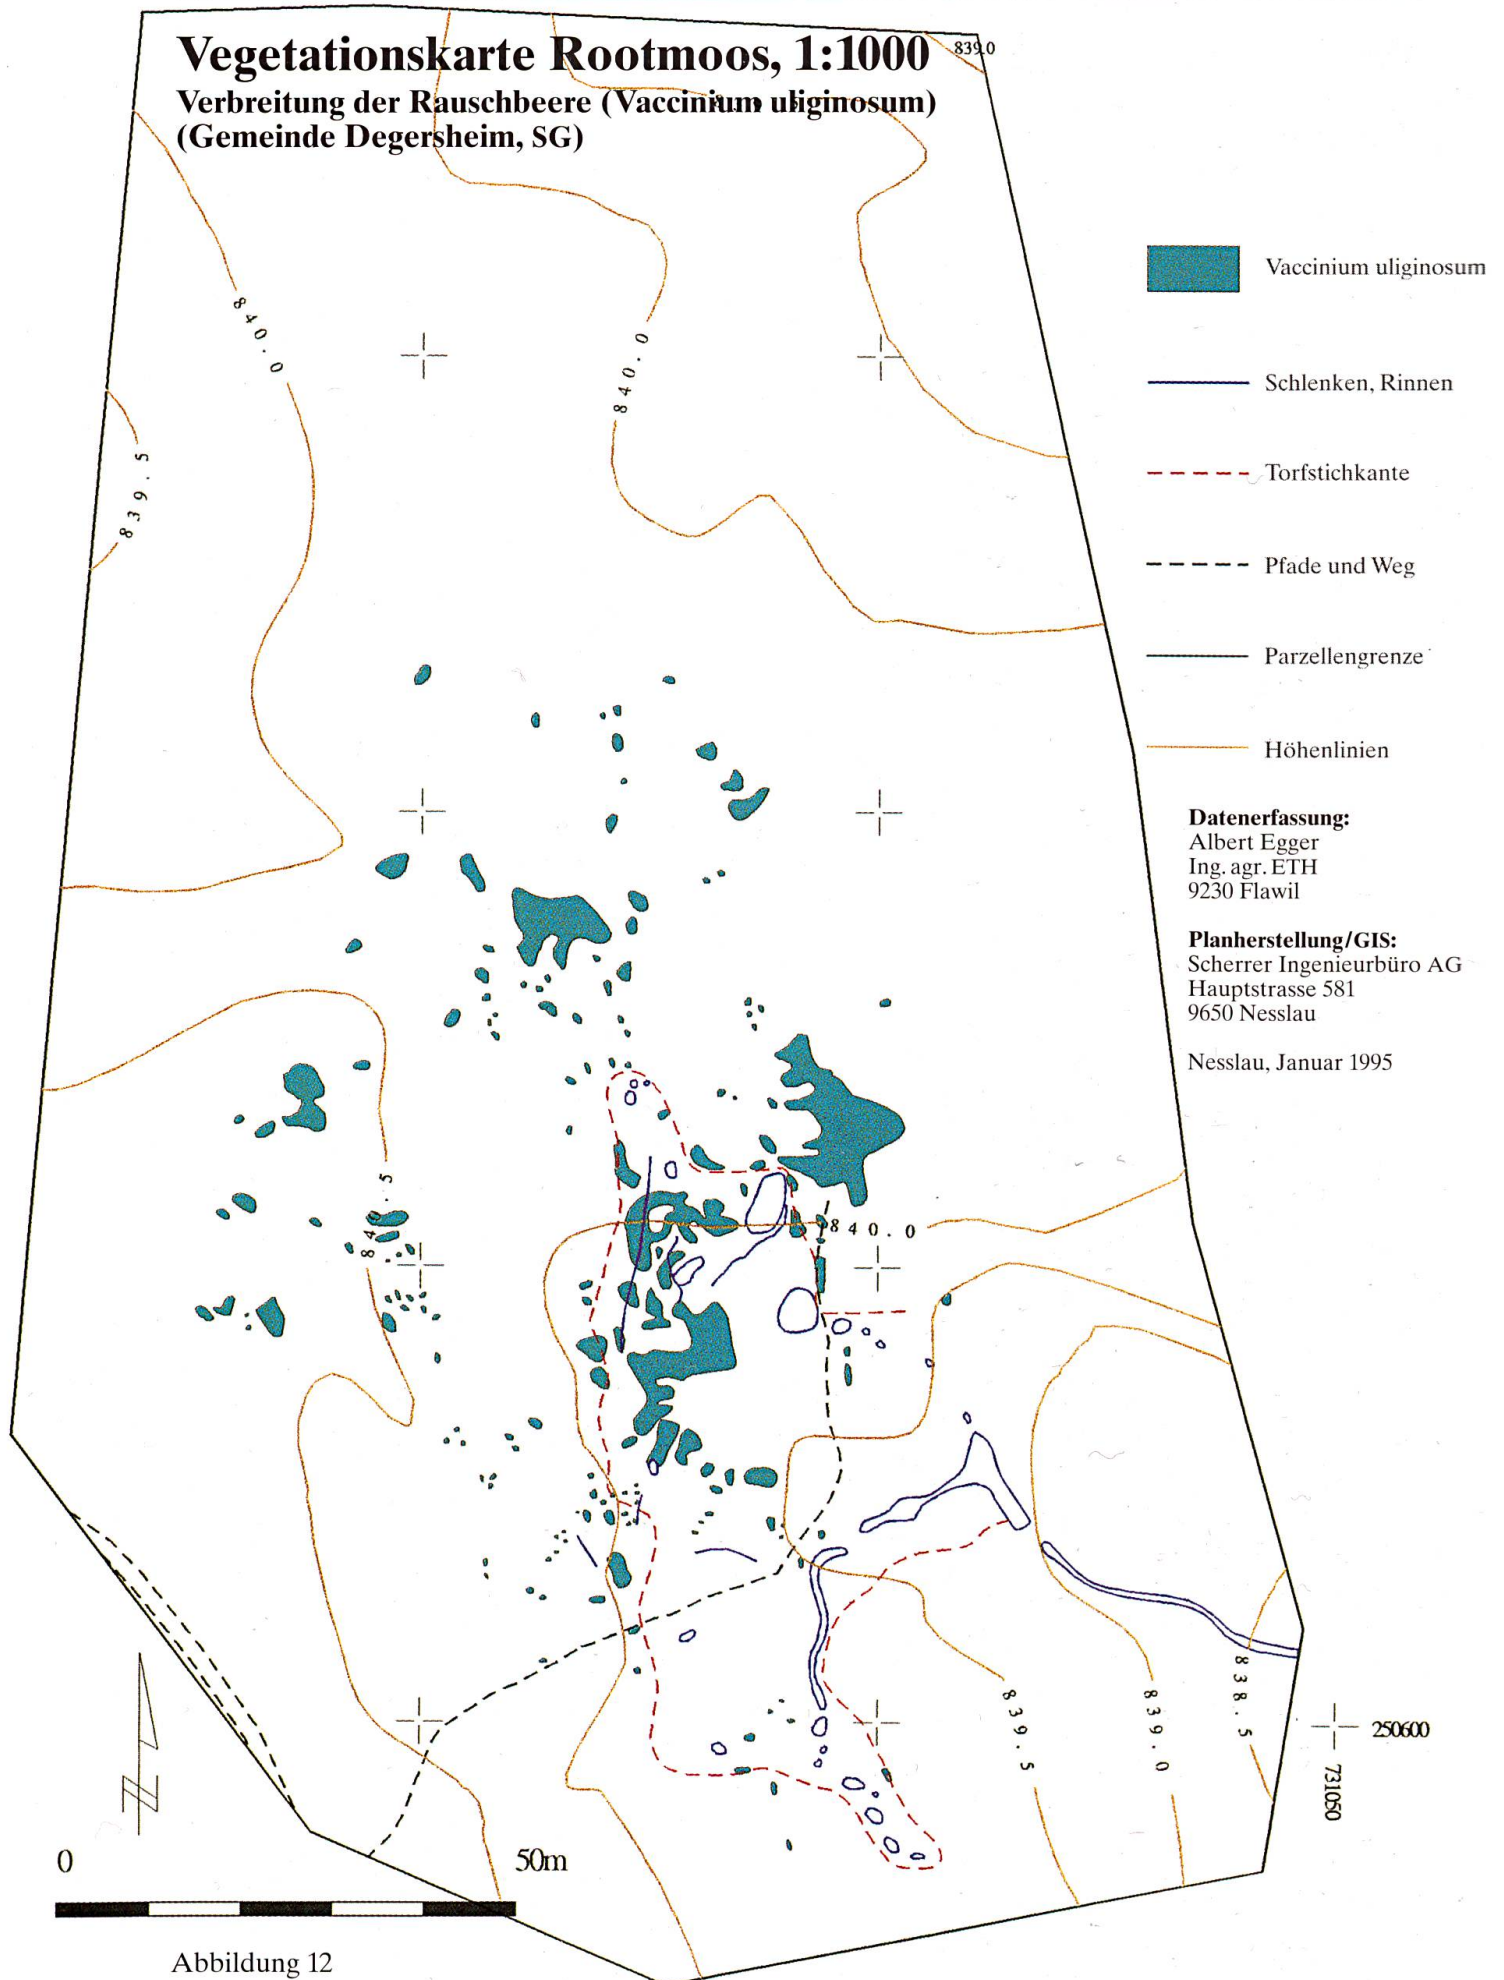 Vegetationskarte Rootmoos, 1:1000
Verbreitung der Rauschbeere (Vaccinium uliginosum)
(Gemeinde Degersheim, SG)
839.0
Vaccinium uliginosum
840.0
840.0
Schlenken, Rinnen
839.5
Torfstichkante
Pfade und Weg
Parzellengrenze
Höhenlinien
Datenerfassung:
Albert Egger
Ing. agr. ETH
9230 Flawil
Planherstellung/GIS:
Scherrer Ingenieurbüro AG
Hauptstrasse 581
9650 Nesslau
Nesslau, Januar 1995
840.5
840.0
839.5
839.0
838.5
250600
731050
0
50m
Abbildung 12